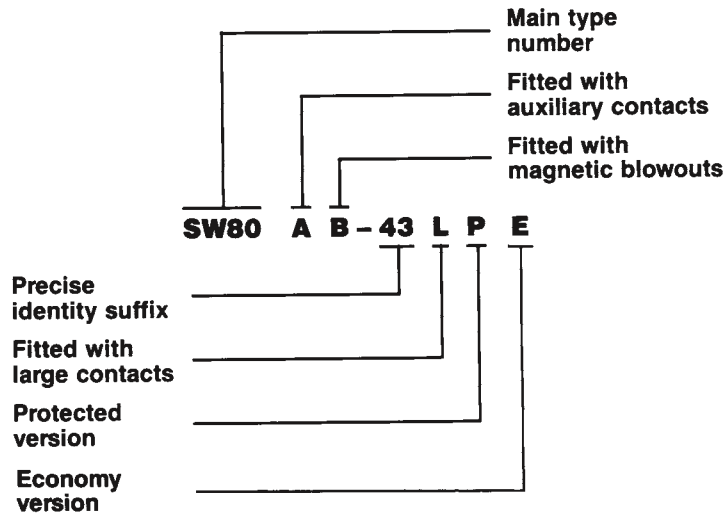 Main type
number
Fitted with
auxiliary contacts
Fitted with
magnetic blowouts
SW80 A B - 43 L P E
Precise
identity suffix
Fitted with
large contacts
Protected
version
Economy
version